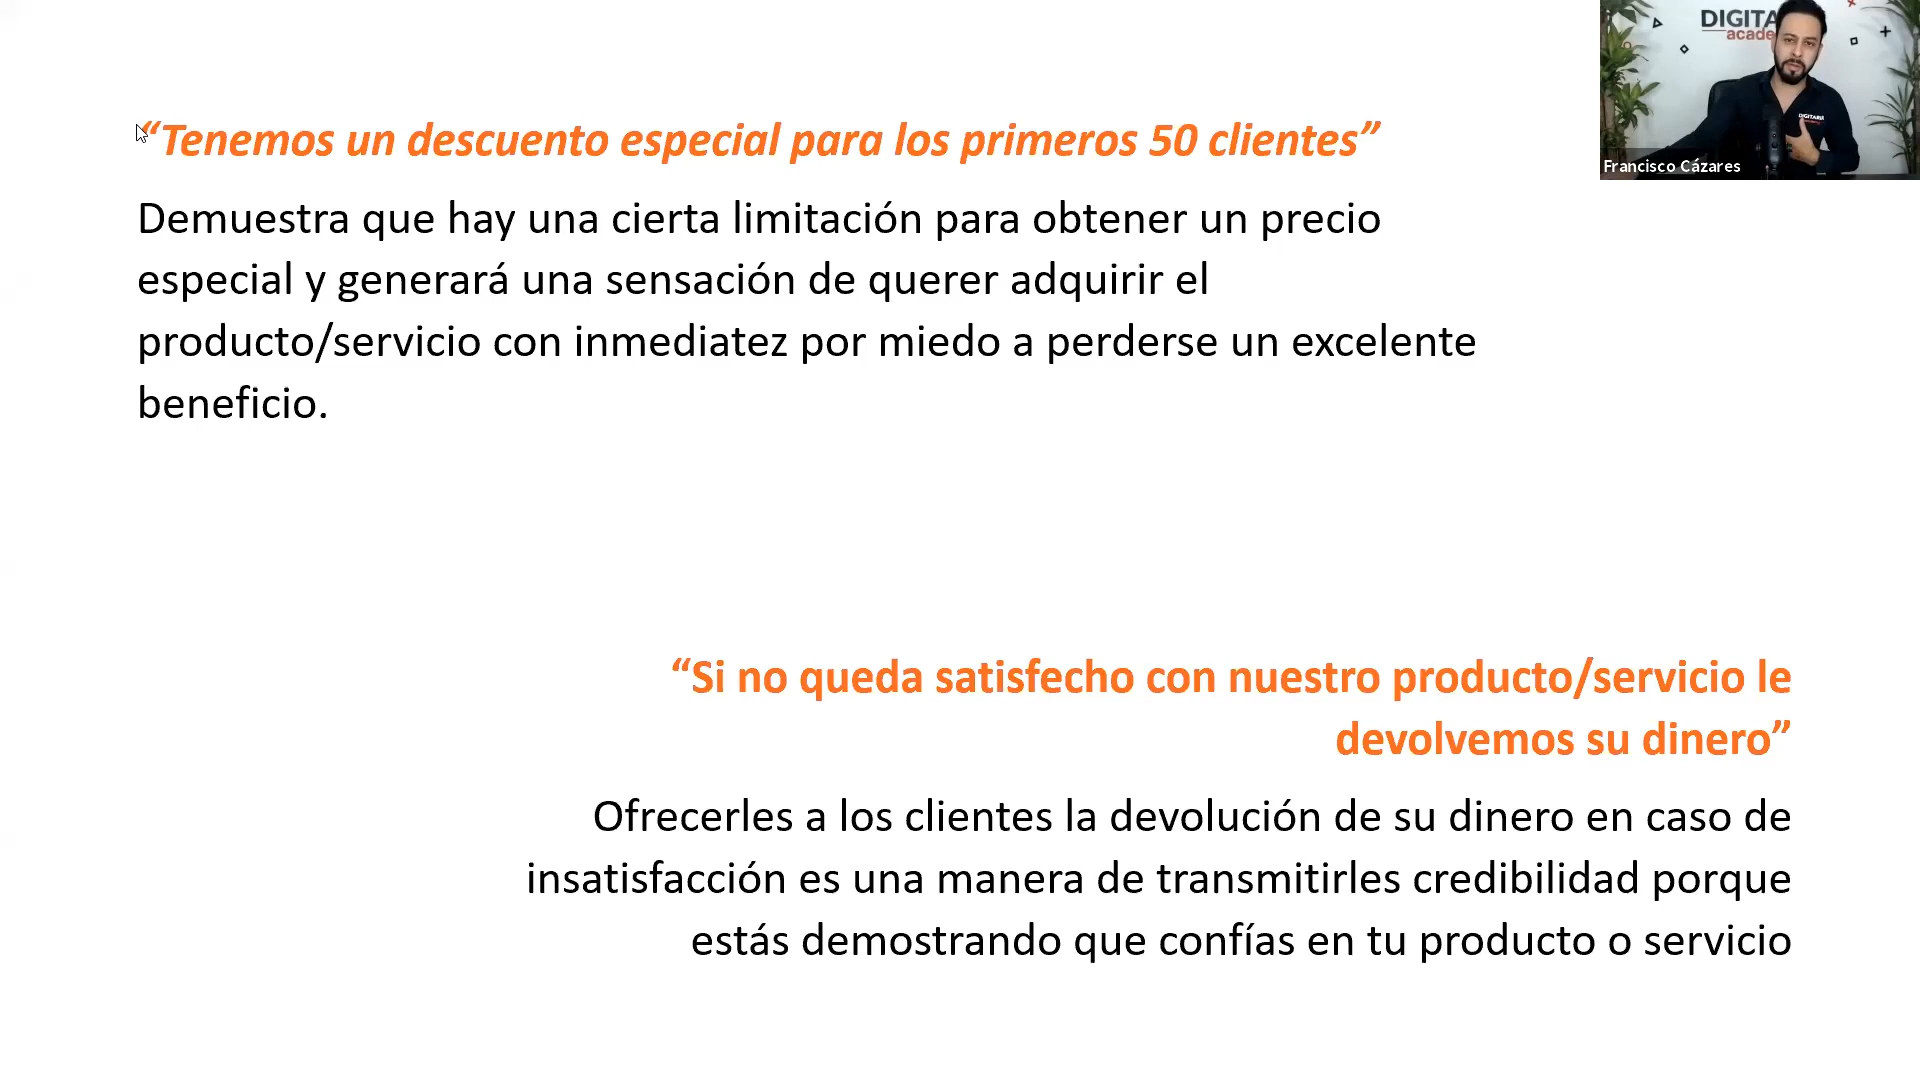 “Tenemos un descuento especial para los primeros 50 clientes”
Demuestra que hay una cierta limitación para obtener un precio
especial y generará una sensación de querer adquirir el
producto/servicio con inmediatez por miedo a perderse un excelente
beneficio.
DIGITA
acade
DIGITARIA
Francisco Cázares
“Si no queda satisfecho con nuestro producto/servicio le
devolvemos su dinero”
Ofrecerles a los clientes la devolución de su dinero en caso de
insatisfacción es una manera de transmitirles credibilidad porque
estás demostrando que confías en tu producto o servicio